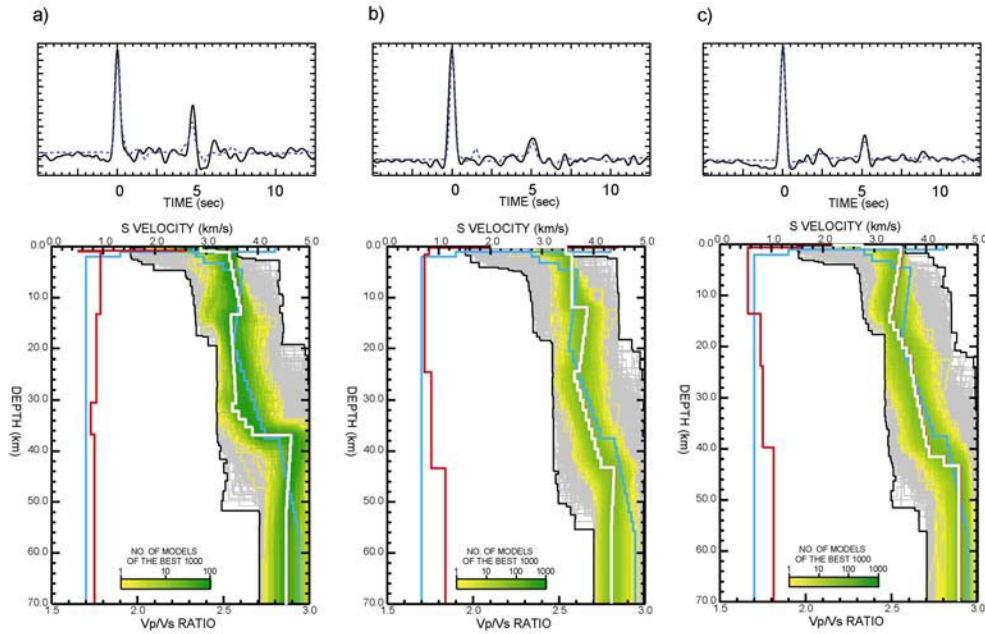 a)
b)
c)
0 5 10
0 5 10
0 5 10
TIME (sec)
TIME (sec)
TIME (sec)
S VELOCITY (km/s)
S VELOCITY (km/s)
S VELOCITY (km/s)
0.0 1.0 2.0 3.0 4.0 5.0
0.0 1.0 2.0 3.0 4.0 5.0
0.0 1.0 2.0 3.0 4.0 5.0
0.0
10.0
20.0
30.0
40.0
50.0
60.0
70.0
DEPTH (km)
NO. OF MODELS
OF THE BEST 1000
1 10 100
1.5 2.0 2.5 3.0
Vp/Vs RATIO
0.0
10.0
20.0
30.0
40.0
50.0
60.0
70.0
DEPTH (km)
NO. OF MODELS
OF THE BEST 1000
1 10 100 1000
1.5 2.0 2.5 3.0
Vp/Vs RATIO
0.0
10.0
20.0
30.0
40.0
50.0
60.0
70.0
DEPTH (km)
NO. OF MODELS
OF THE BEST 1000
1 10 100 1000
1.5 2.0 2.5 3.0
Vp/Vs RATIO